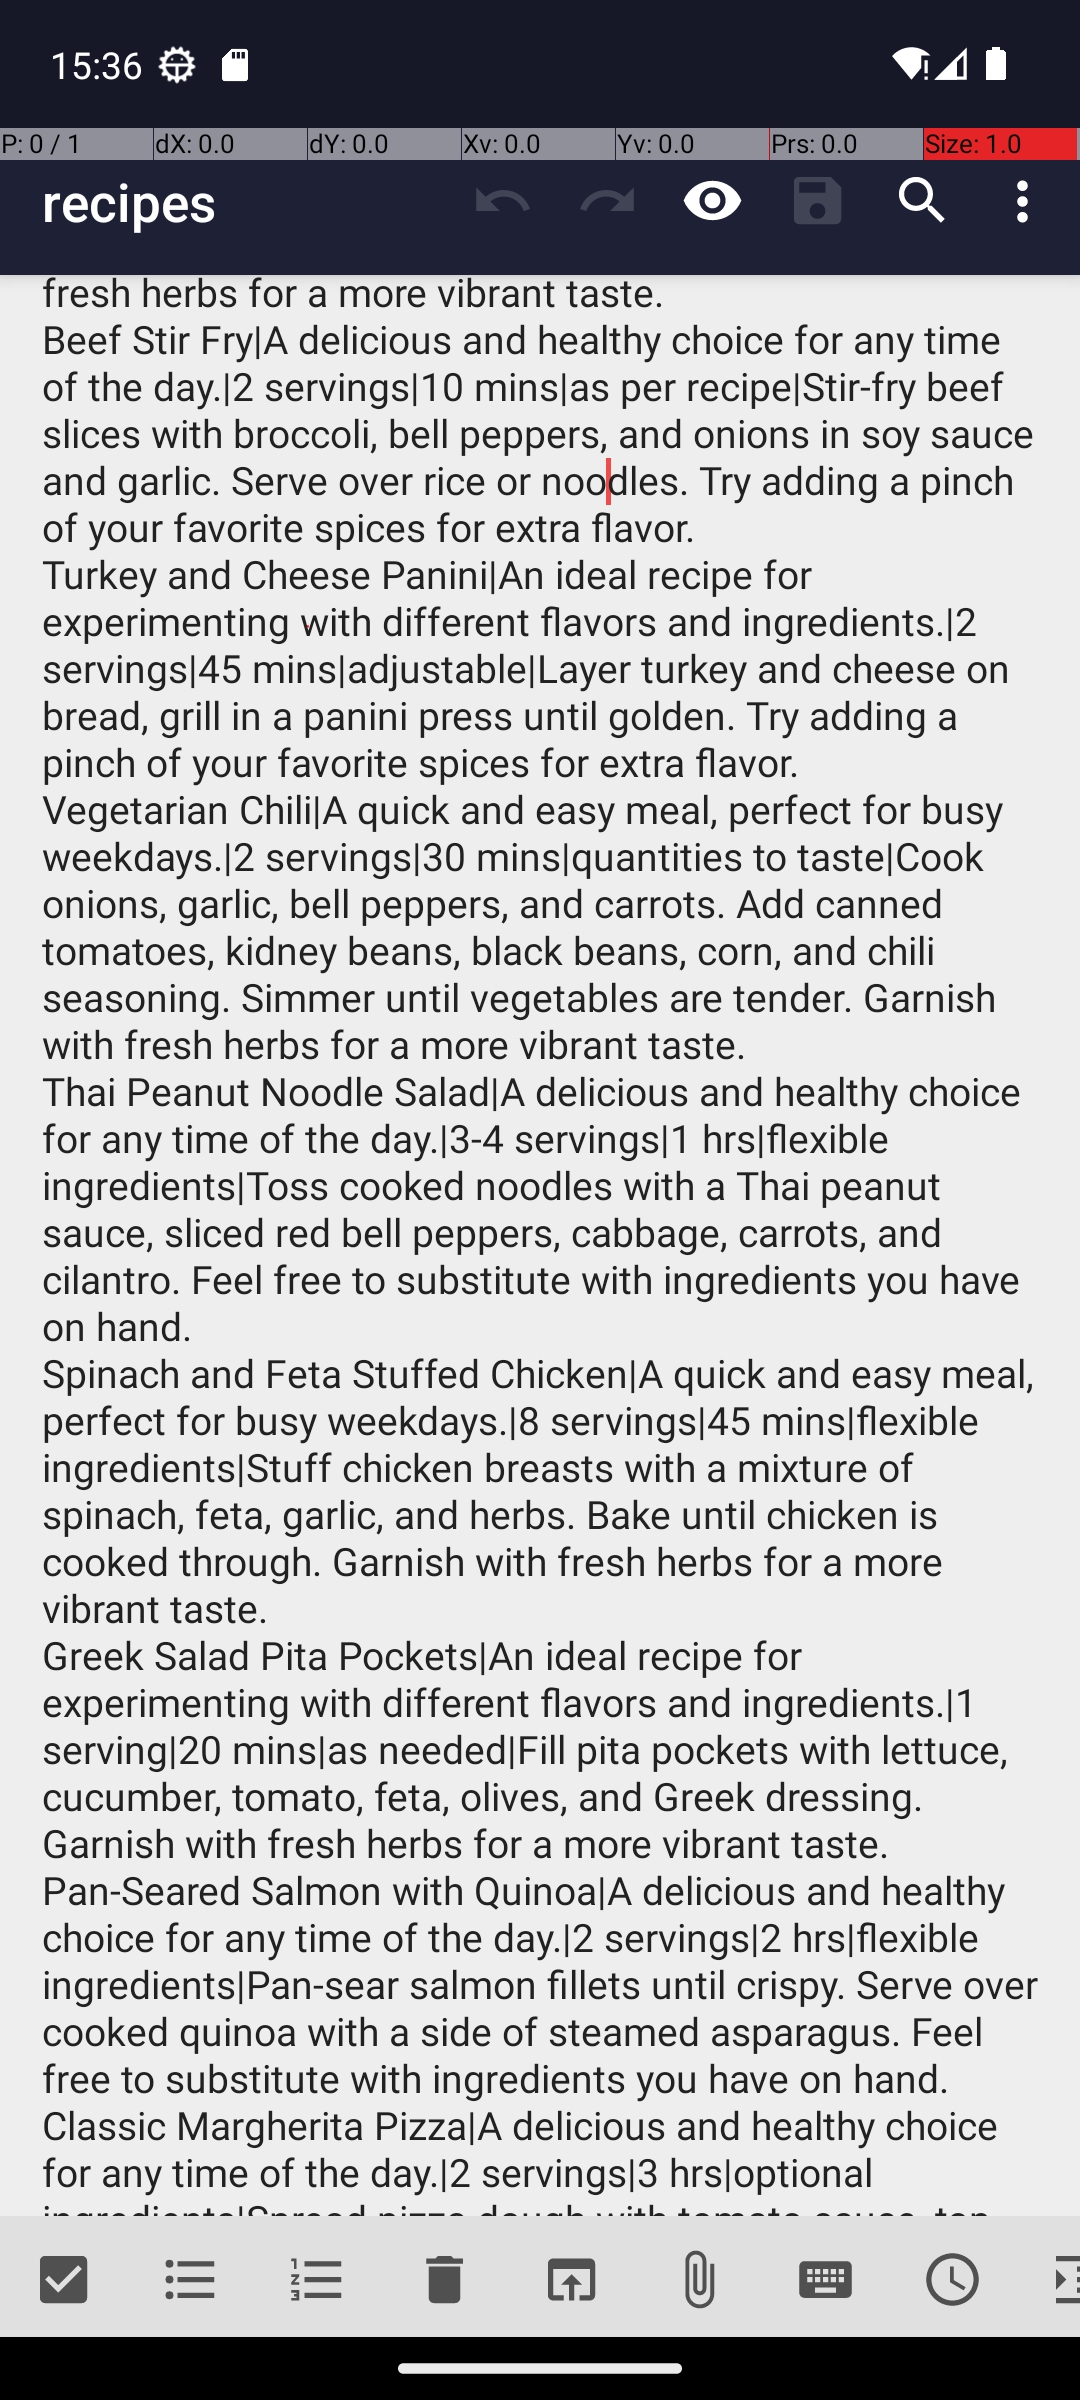 15:36
P: 0 / 1 dX: 0.0 dY: 0.0 Xv: 0.0 Yv: 0.0 Prs: 0.0 Size: 1.0
recipes
fresh herbs for a more vibrant taste.
Beef Stir Fry|A delicious and healthy choice for any time
of the day.|2 servings|10 mins|as per recipe|Stir-fry beef
slices with broccoli, bell peppers, and onions in soy sauce
and garlic. Serve over rice or noodles. Try adding a pinch
of your favorite spices for extra flavor.
Turkey and Cheese Panini|An ideal recipe for
experimenting with different flavors and ingredients.|2
servings|45 mins|adjustable|Layer turkey and cheese on
bread, grill in a panini press until golden. Try adding a
pinch of your favorite spices for extra flavor.
Vegetarian Chili|A quick and easy meal, perfect for busy
weekdays.|2 servings|30 mins|quantities to taste|Cook
onions, garlic, bell peppers, and carrots. Add canned
tomatoes, kidney beans, black beans, corn, and chili
seasoning. Simmer until vegetables are tender. Garnish
with fresh herbs for a more vibrant taste.
Thai Peanut Noodle Salad|A delicious and healthy choice
for any time of the day.|3-4 servings|1 hrs|flexible
ingredients|Toss cooked noodles with a Thai peanut
sauce, sliced red bell peppers, cabbage, carrots, and
cilantro. Feel free to substitute with ingredients you have
on hand.
Spinach and Feta Stuffed Chicken|A quick and easy meal,
perfect for busy weekdays.|8 servings|45 mins|flexible
ingredients|Stuff chicken breasts with a mixture of
spinach, feta, garlic, and herbs. Bake until chicken is
cooked through. Garnish with fresh herbs for a more
vibrant taste.
Greek Salad Pita Pockets|An ideal recipe for
experimenting with different flavors and ingredients.|1
serving|20 mins|as needed|Fill pita pockets with lettuce,
cucumber, tomato, feta, olives, and Greek dressing.
Garnish with fresh herbs for a more vibrant taste.
Pan-Seared Salmon with Quinoa|A delicious and healthy
choice for any time of the day.|2 servings|2 hrs|flexible
ingredients|Pan-sear salmon fillets until crispy. Serve over
cooked quinoa with a side of steamed asparagus. Feel
free to substitute with ingredients you have on hand.
Classic Margherita Pizza|A delicious and healthy choice
for any time of the day.|2 servings|3 hrs|optional
ingredients|Spread pizza dough with tomato sauce, top